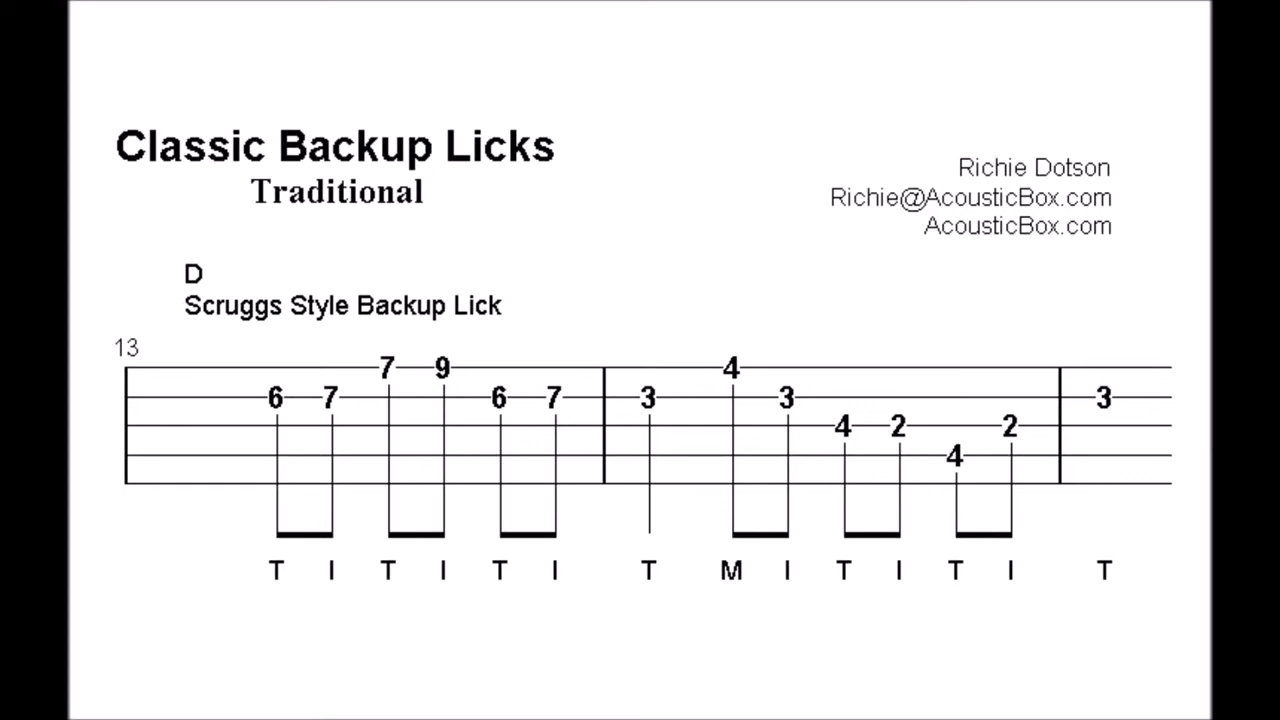 Classic Backup Licks
Traditional
Richie Dotson
Richie@AcousticBox.com
AcousticBox.com
D
Scruggs Style Backup Lick
13
7 9 4
6 7 6 7 3 3 3
4 2 2
4
T I T I T I T M I T I T I T